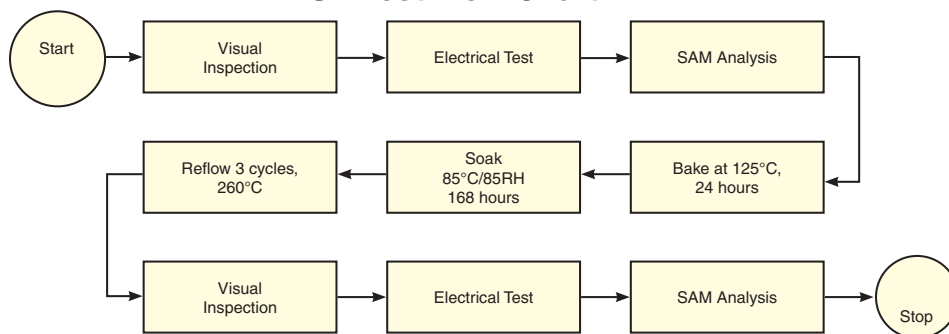 Start
Visual
Inspection
Electrical Test
SAM Analysis
Bake at 125°C,
24 hours
Soak
85°C/85RH
168 hours
Reflow 3 cycles,
260°C
Visual
Inspection
Electrical Test
SAM Analysis
Stop